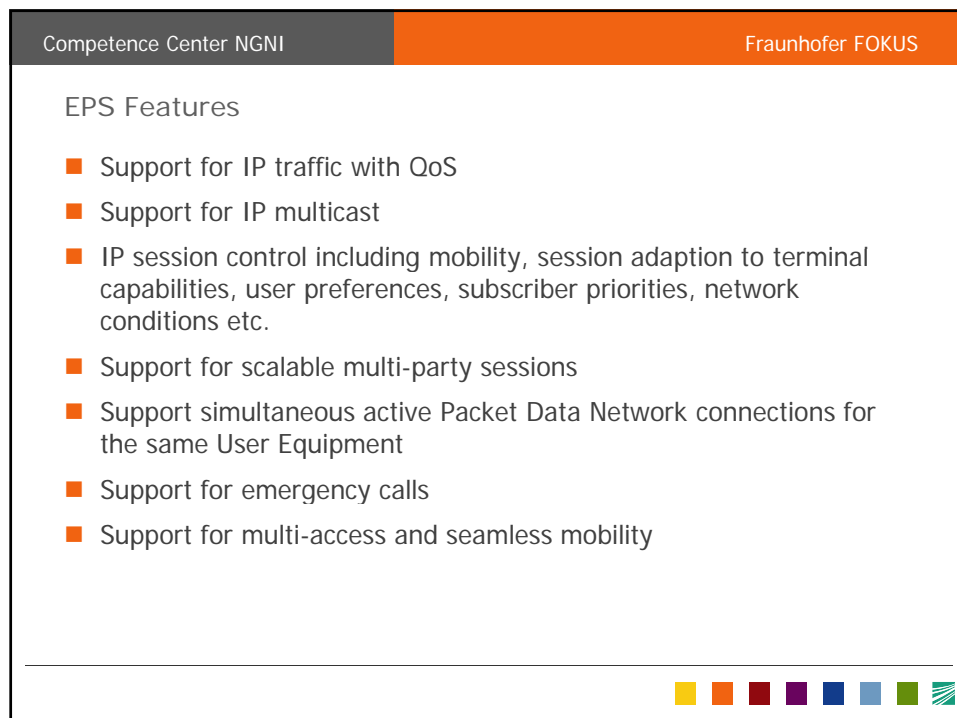 Competence Center NGNI
Fraunhofer FOKUS
EPS Features
Support for IP traffic with QoS
Support for IP multicast
IP session control including mobility, session adaption to terminal
capabilities, user preferences, subscriber priorities, network
conditions etc.
Support for scalable multi-party sessions
Support simultaneous active Packet Data Network connections for
the same User Equipment
Support for emergency calls
Support for multi-access and seamless mobility